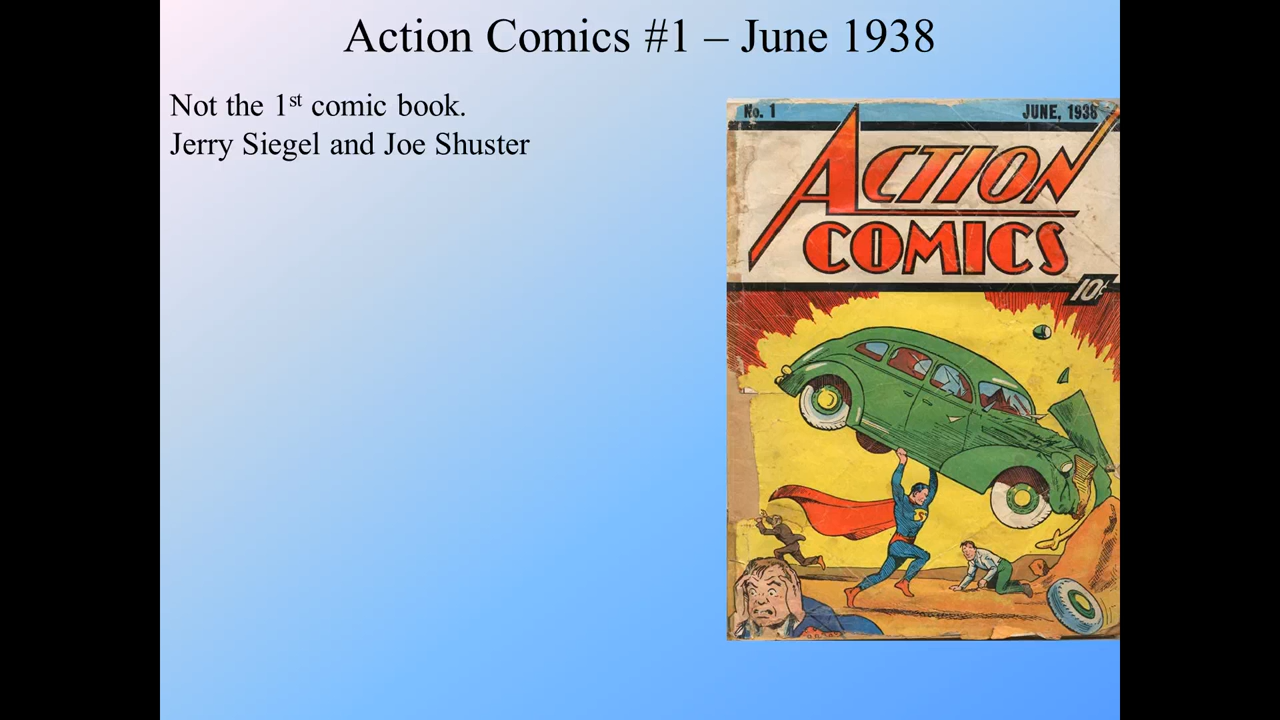 Action Comics #1 – June 1938
Not the 1st comic book.
Jerry Siegel and Joe Shuster
No. 1
JUNE, 1938
ACTION
COMICS
10¢
S